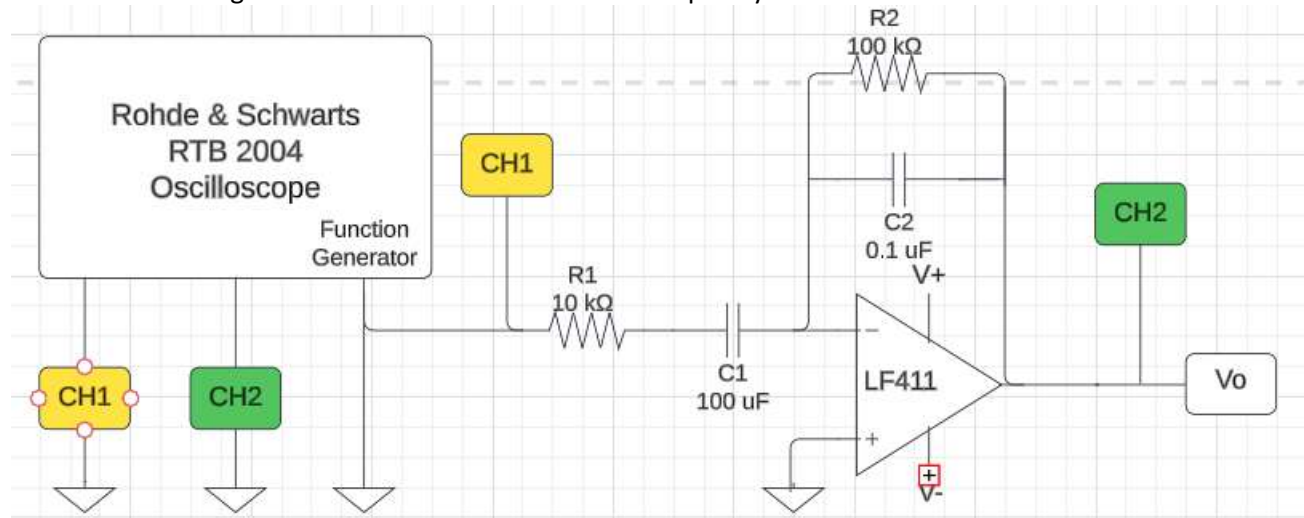 R2
100 kΩ
Rohde & Schwarts
RTB 2004
Oscilloscope
Function
Generator
CH1
CH2
C2
0.1 uF
V+
R1
10 kΩ
C1
100 uF
−
LF411
+
Vo
CH1
CH2
+
V-